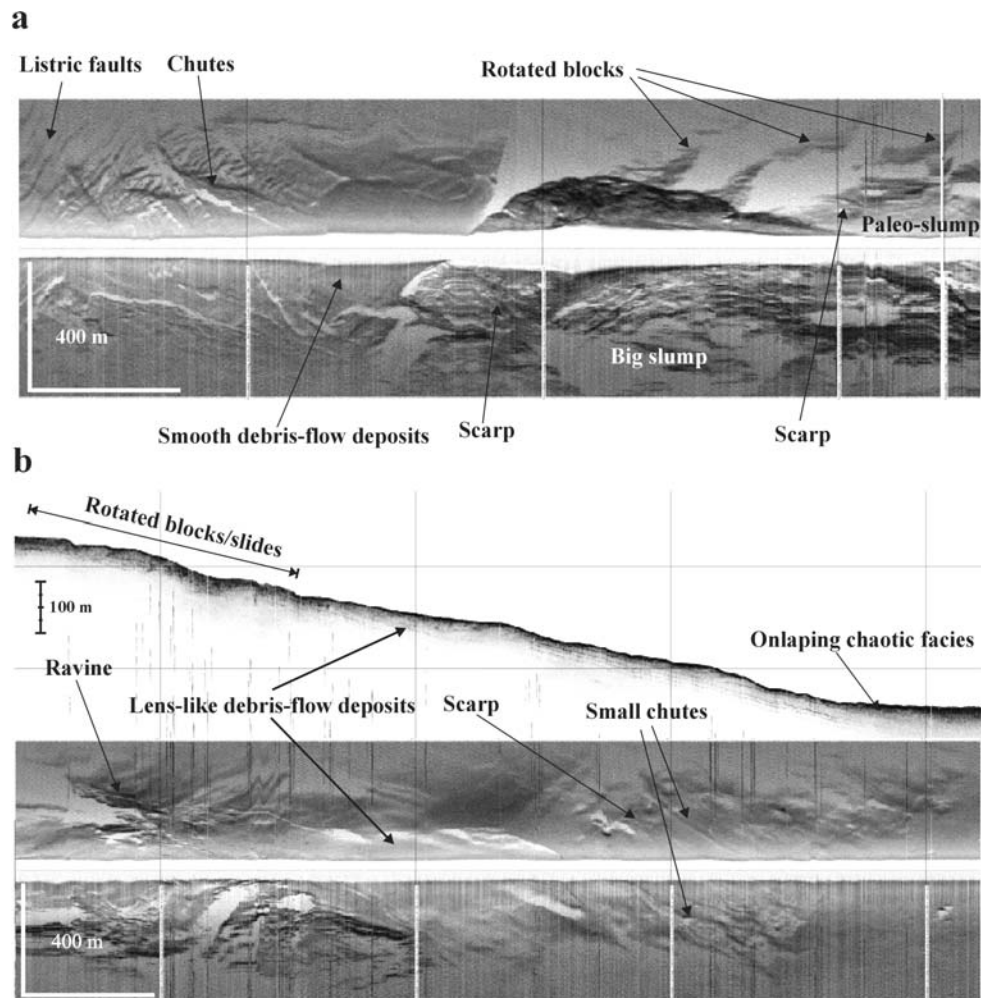 a
Listric faults
Chutes
Rotated blocks
Paleo-slump
400 m
Big slump
Smooth debris-flow deposits
Scarp
Scarp
b
Rotated blocks/slides
100 m
Onlaping chaotic facies
Ravine
Lens-like debris-flow deposits
Scarp
Small chutes
400 m